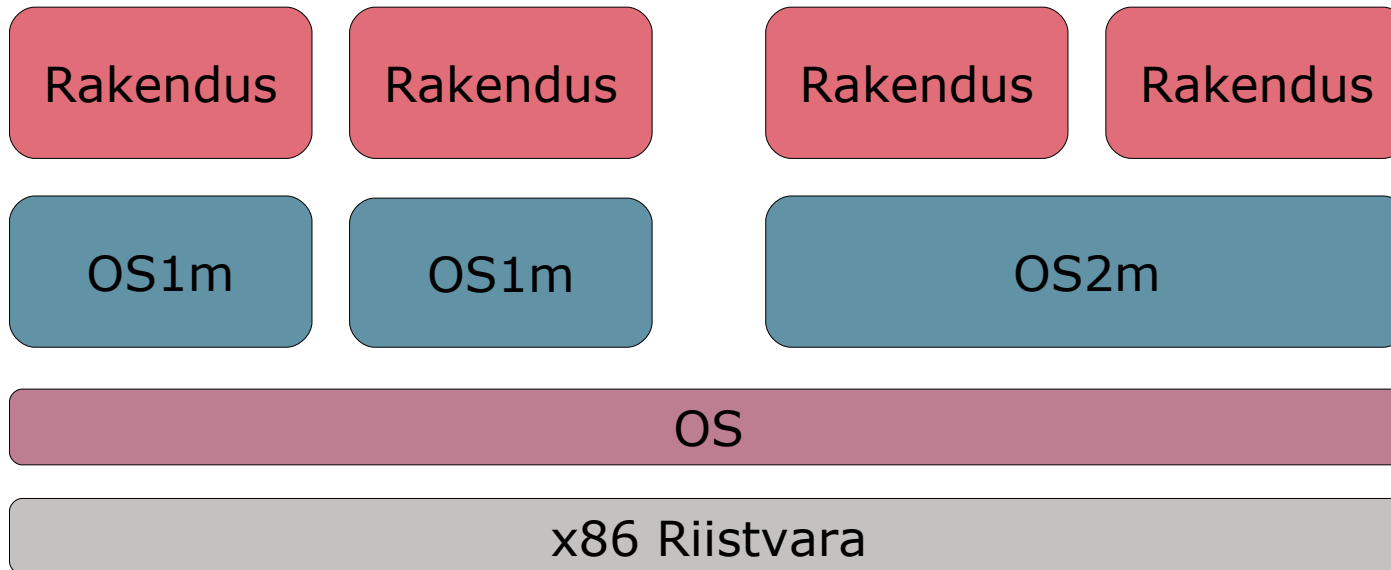 Rakendus
Rakendus
Rakendus
Rakendus
OS1m
OS1m
OS2m
OS
x86 Riistvara